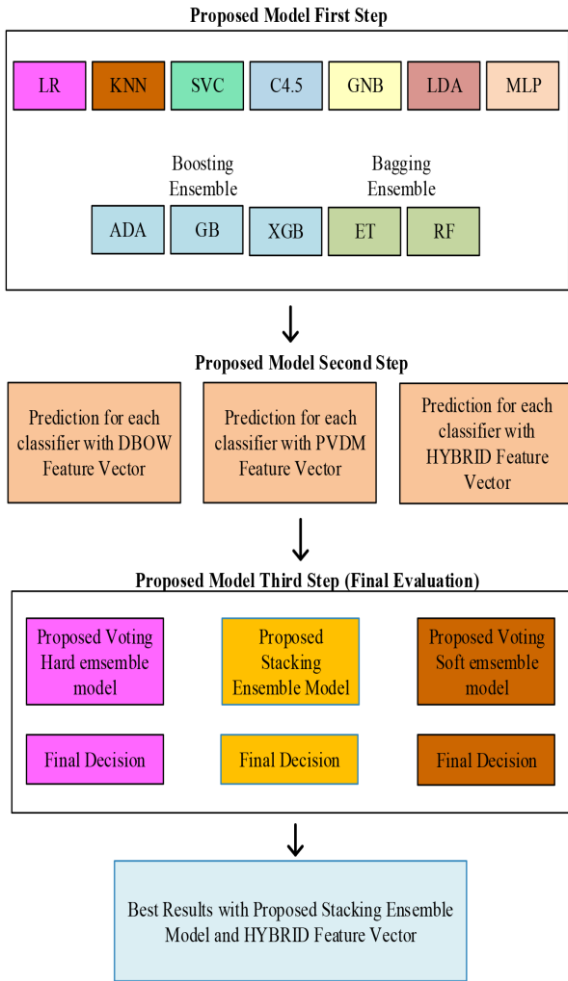 Proposed Model First Step
LR KNN SVC C4.5 GNB LDA MLP
Boosting
Ensemble
Bagging
Ensemble
ADA GB XGB ET RF
Proposed Model Second Step
Prediction for each
classifier with DBOW
Feature Vector
Prediction for each
classifier with PVDM
Feature Vector
Prediction for each
classifier with
HYBRID Feature
Vector
Proposed Model Third Step (Final Evaluation)
Proposed Voting
Hard emsemble
model
Proposed
Stacking
Ensemble Model
Proposed Voting
Soft emsemble
model
Final Decision
Final Decision
Final Decision
Best Results with Proposed Stacking Ensemble
Model and HYBRID Feature Vector